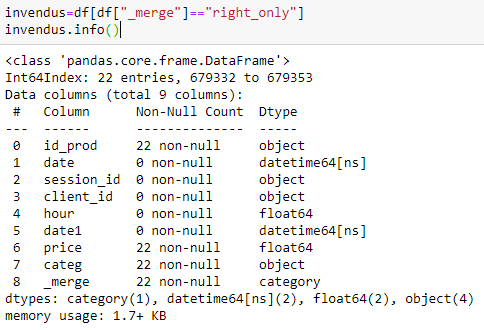 invendus=df[df["_merge"]=="right_only"]
invendus.info()
<class 'pandas.core.frame.DataFrame'>
Int64Index: 22 entries, 679332 to 679353
Data columns (total 9 columns):
 #   Column      Non-Null Count  Dtype
---  ------      --------------  -----
 0   id_prod     22 non-null     object
 1   date        0 non-null      datetime64[ns]
 2   session_id  0 non-null      object
 3   client_id   0 non-null      object
 4   hour        0 non-null      float64
 5   date1       0 non-null      datetime64[ns]
 6   price       22 non-null     float64
 7   categ       22 non-null     object
 8   _merge      22 non-null     category
dtypes: category(1), datetime64[ns](2), float64(2), object(4)
memory usage: 1.7+ KB